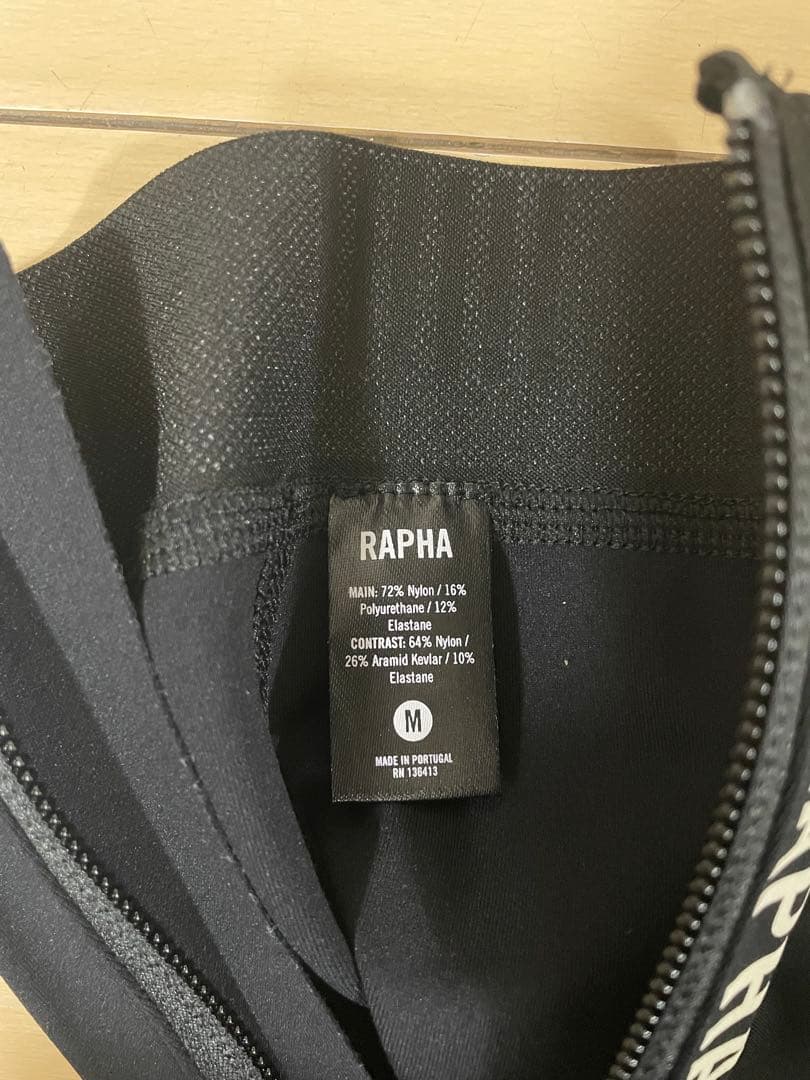 RAPHA
MAIN: 72% Nylon / 16%
Polyurethane / 12%
Elastane
CONTRAST: 64% Nylon /
26% Aramid Kevlar / 10%
Elastane
M
MADE IN PORTUGAL
RN 136413